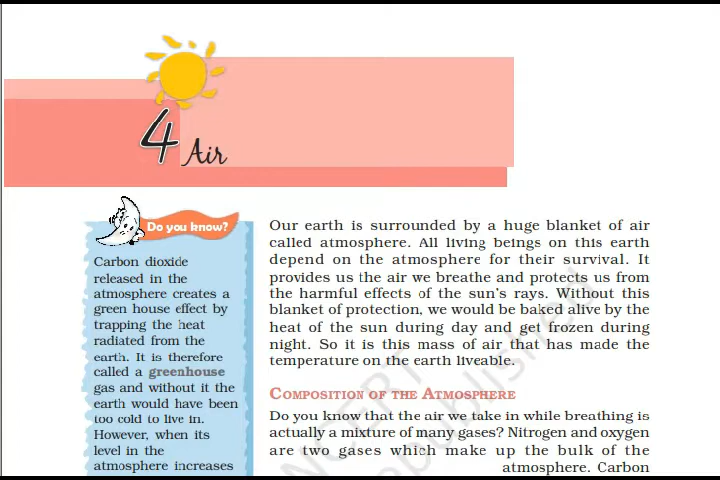 4 Air
Do you know?
Carbon dioxide
released in the
atmosphere creates a
green house effect by
trapping the heat
radiated from the
earth. It is therefore
called a greenhouse
gas and without it the
earth would have been
too cold to live in.
However, when its
level in the
atmosphere increases
Our earth is surrounded by a huge blanket of air
called atmosphere. All living beings on this earth
depend on the atmosphere for their survival. It
provides us the air we breathe and protects us from
the harmful effects of the sun's rays. Without this
blanket of protection, we would be baked alive by the
heat of the sun during day and get frozen during
night. So it is this mass of air that has made the
temperature on the earth liveable.
COMPOSITION OF THE ATMOSPHERE
Do you know that the air we take in while breathing is
actually a mixture of many gases? Nitrogen and oxygen
are two gases which make up the bulk of the
atmosphere. Carbon
NCERT
republished